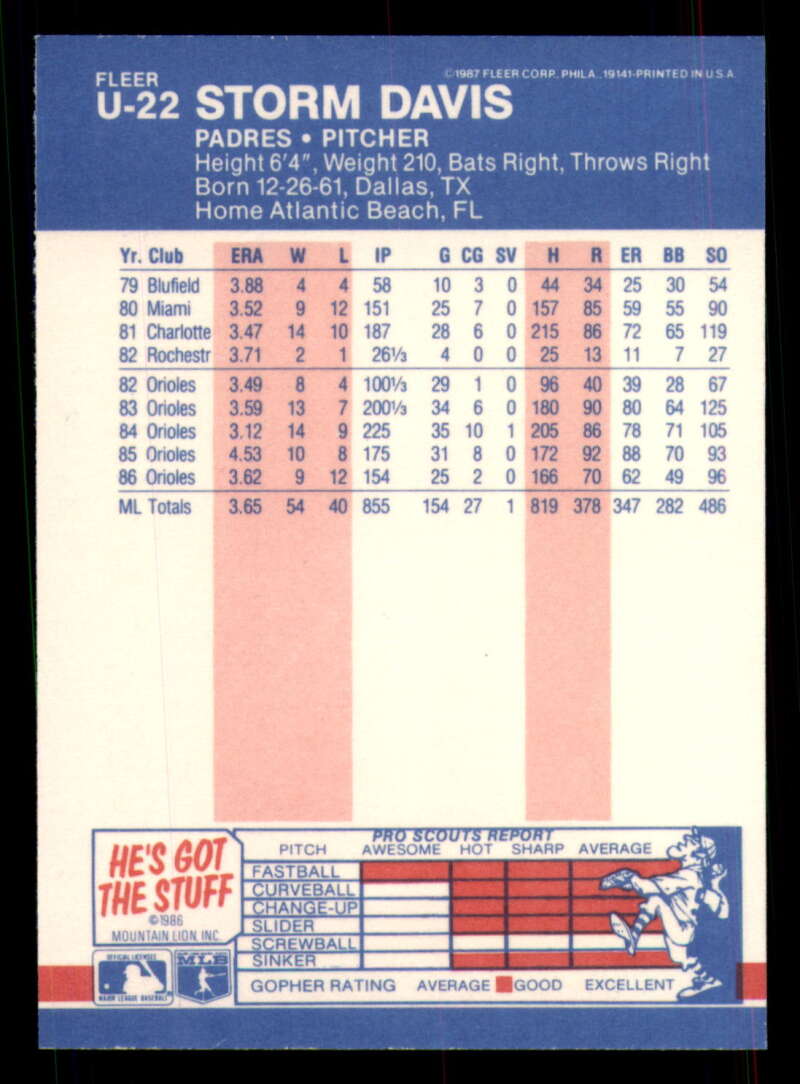 FLEER
©1987 FLEER CORP. PHILA. 19141-PRINTED IN U.S.A.
U-22 STORM DAVIS
PADRES • PITCHER
Height 6'4", Weight 210, Bats Right, Throws Right
Born 12-26-61, Dallas, TX
Home Atlantic Beach, FL
Yr. Club ERA W L IP G CG SV H R ER BB SO
79 Blufield 3.88 4 4 58 10 3 0 44 34 25 30 54
80 Miami 3.52 9 12 151 25 7 0 157 85 59 55 90
81 Charlotte 3.47 14 10 187 28 6 0 215 86 72 65 119
82 Rochestr 3.71 2 1 26⅓ 4 0 0 25 13 11 7 27
82 Orioles 3.49 8 4 100⅓ 29 1 0 96 40 39 28 67
83 Orioles 3.59 13 7 200⅓ 34 6 0 180 90 80 64 125
84 Orioles 3.12 14 9 225 35 10 1 205 86 78 71 105
85 Orioles 4.53 10 8 175 31 8 0 172 92 88 70 93
86 Orioles 3.62 9 12 154 25 2 0 166 70 62 49 96
ML Totals 3.65 54 40 855 154 27 1 819 378 347 282 486
HE'S GOT
THE STUFF
©1986
MOUNTAIN LION, INC.
PRO SCOUTS REPORT
PITCH AWESOME HOT SHARP AVERAGE
FASTBALL
CURVEBALL
CHANGE-UP
SLIDER
SCREWBALL
SINKER
GOPHER RATING AVERAGE GOOD EXCELLENT
OFFICIAL LICENSEE
MAJOR LEAGUE BASEBALL
MLB